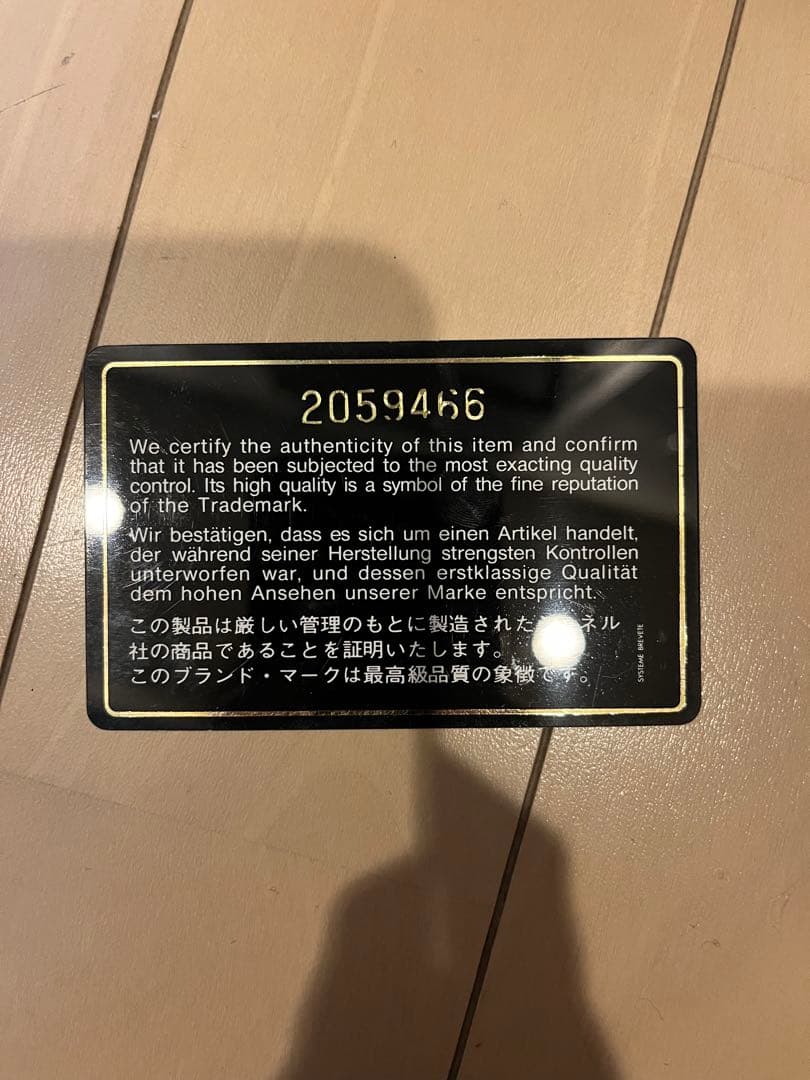 2059466
We certify the authenticity of this item and confirm
that it has been subjected to the most exacting quality
control. Its high quality is a symbol of the fine reputation
of the Trademark.
Wir bestätigen, dass es sich um einen Artikel handelt,
der während seiner Herstellung strengsten Kontrollen
unterworfen war, und dessen erstklassige Qualität
dem hohen Ansehen unserer Marke entspricht.
この製品は厳しい管理のもとに製造された ネル
社の商品であることを証明いたします。
このブランド・マークは最高級品質の象徴です。
SYSTEME BREVETE